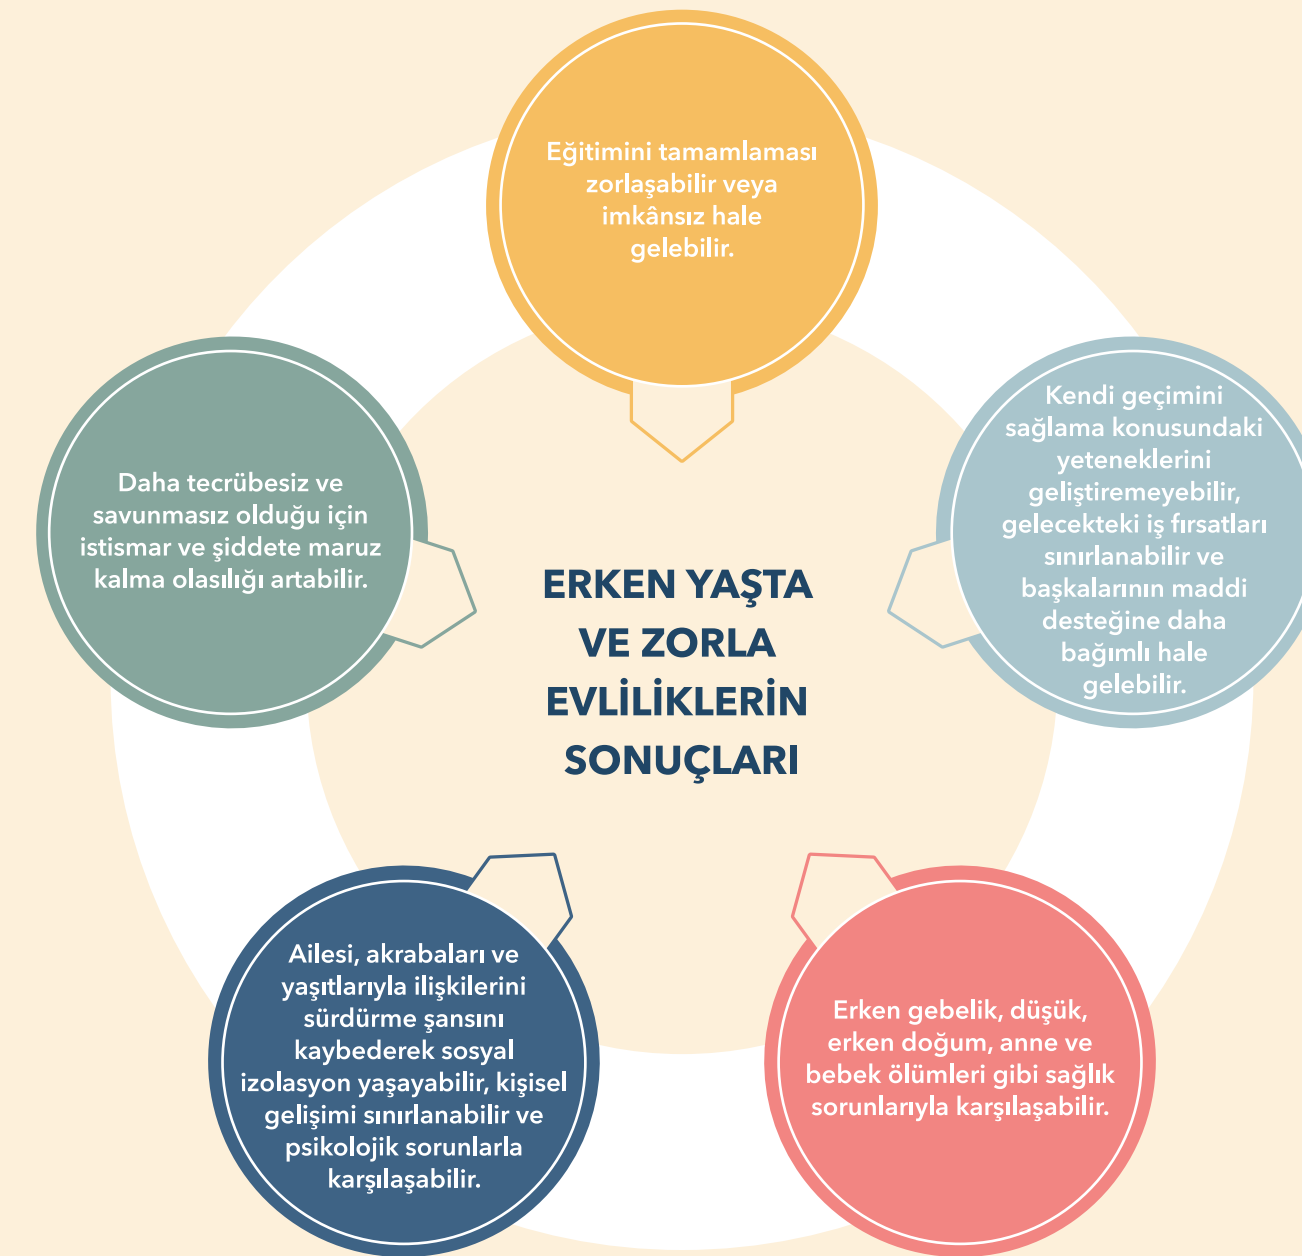 Eğitimini tamamlaması
zorlaşabilir veya
imkânsız hale
gelebilir.
Kendi geçimini
sağlama konusundaki
yeteneklerini
geliştiremeyebilir,
gelecekteki iş fırsatları
sınırlanabilir ve
başkalarının maddi
desteğine daha
bağımlı hale
gelebilir.
Daha tecrübesiz ve
savunmasız olduğu için
istismar ve şiddete maruz
kalma olasılığı artabilir.
ERKEN YAŞTA
VE ZORLA
EVLİLİKLERİN
SONUÇLARI
Ailesi, akrabaları ve
yaşıtlarıyla ilişkilerini
sürdürme şansını
kaybederek sosyal
izolasyon yaşayabilir, kişisel
gelişimi sınırlanabilir ve
psikolojik sorunlarla
karşılaşabilir.
Erken gebelik, düşük,
erken doğum, anne ve
bebek ölümleri gibi sağlık
sorunlarıyla karşılaşabilir.